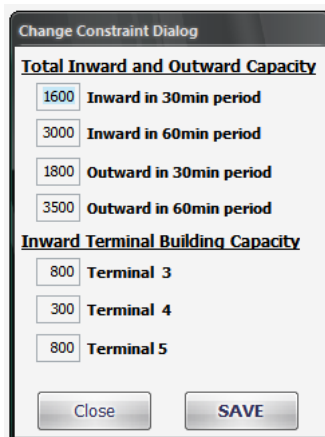 Change Constraint Dialog
Total Inward and Outward Capacity
1600 Inward in 30min period
3000 Inward in 60min period
1800 Outward in 30min period
3500 Outward in 60min period
Inward Terminal Building Capacity
800 Terminal 3
300 Terminal 4
800 Terminal 5
Close SAVE